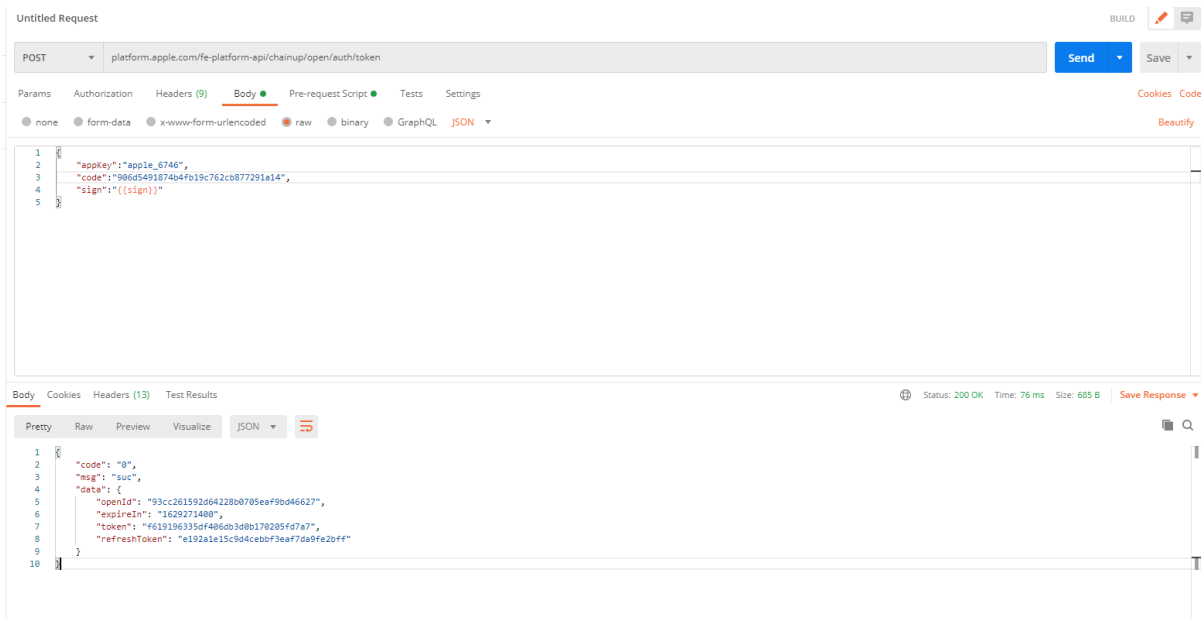 Untitled Request
BUILD
POST
platform.apple.com/fe-platform-api/chainup/open/auth/token
Send
Save
Params Authorization Headers (9) Body Pre-request Script Tests Settings
Cookies Code
none form-data x-www-form-urlencoded raw binary GraphQL JSON
Beautify
1 {
2 "appKey":"apple_6746",
3 "code":"906d5491874b4fb19c762cb877291a14",
4 "sign":"{{sign}}"
5 }
Body Cookies Headers (13) Test Results
Status: 200 OK Time: 76 ms Size: 685 B Save Response
Pretty Raw Preview Visualize JSON
1 {
2 "code": "0",
3 "msg": "suc",
4 "data": {
5 "openId": "93cc261592d64228b0705eaf9bd46627",
6 "expireIn": "1629271400",
7 "token": "f619196335df406db3d0b170205fd7a7",
8 "refreshToken": "e192a1e15c9d4cebbf3eaf7da9fe2bff"
9 }
10 }